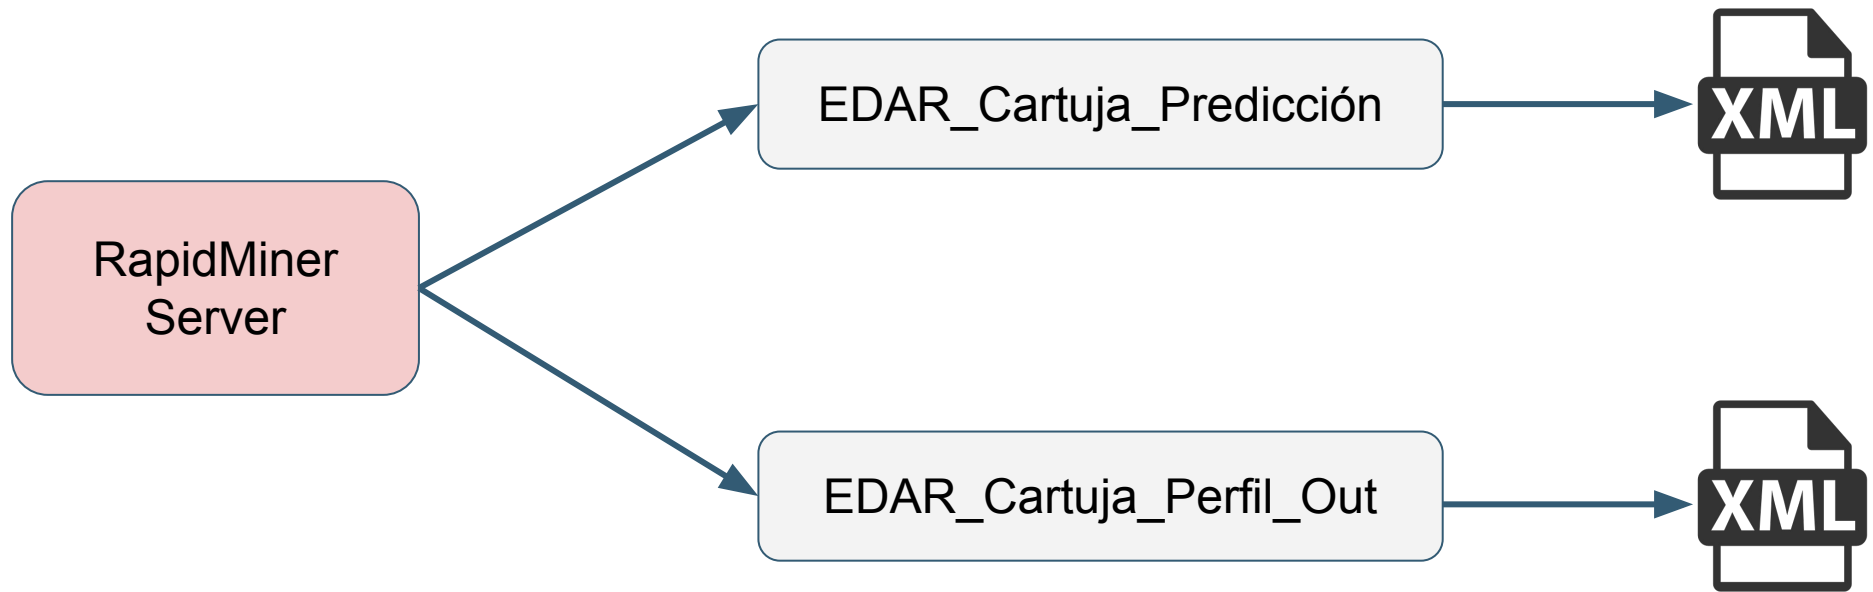 EDAR_Cartuja_Predicción
XML
RapidMiner
Server
EDAR_Cartuja_Perfil_Out
XML